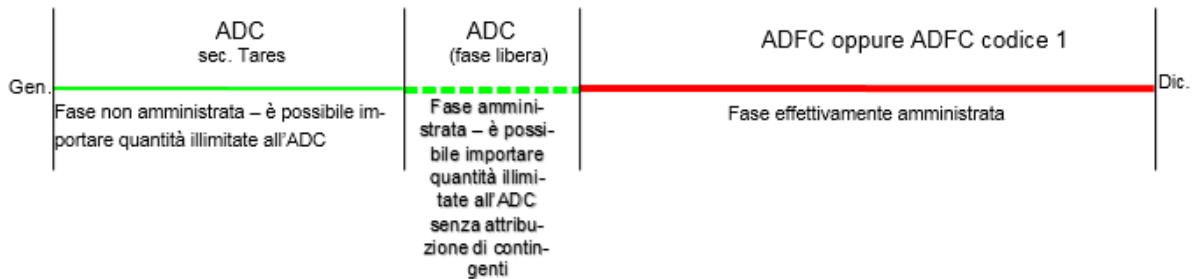 ADC
sec. Tares
ADC
(fase libera)
ADFC oppure ADFC codice 1
Gen.
Dic.
Fase non amministrata – è possibile im-
portare quantità illimitate all'ADC
Fase ammini-
strata – è possi-
bile importare
quantità illimi-
tate all'ADC
senza attribu-
zione di contin-
genti
Fase effettivamente amministrata